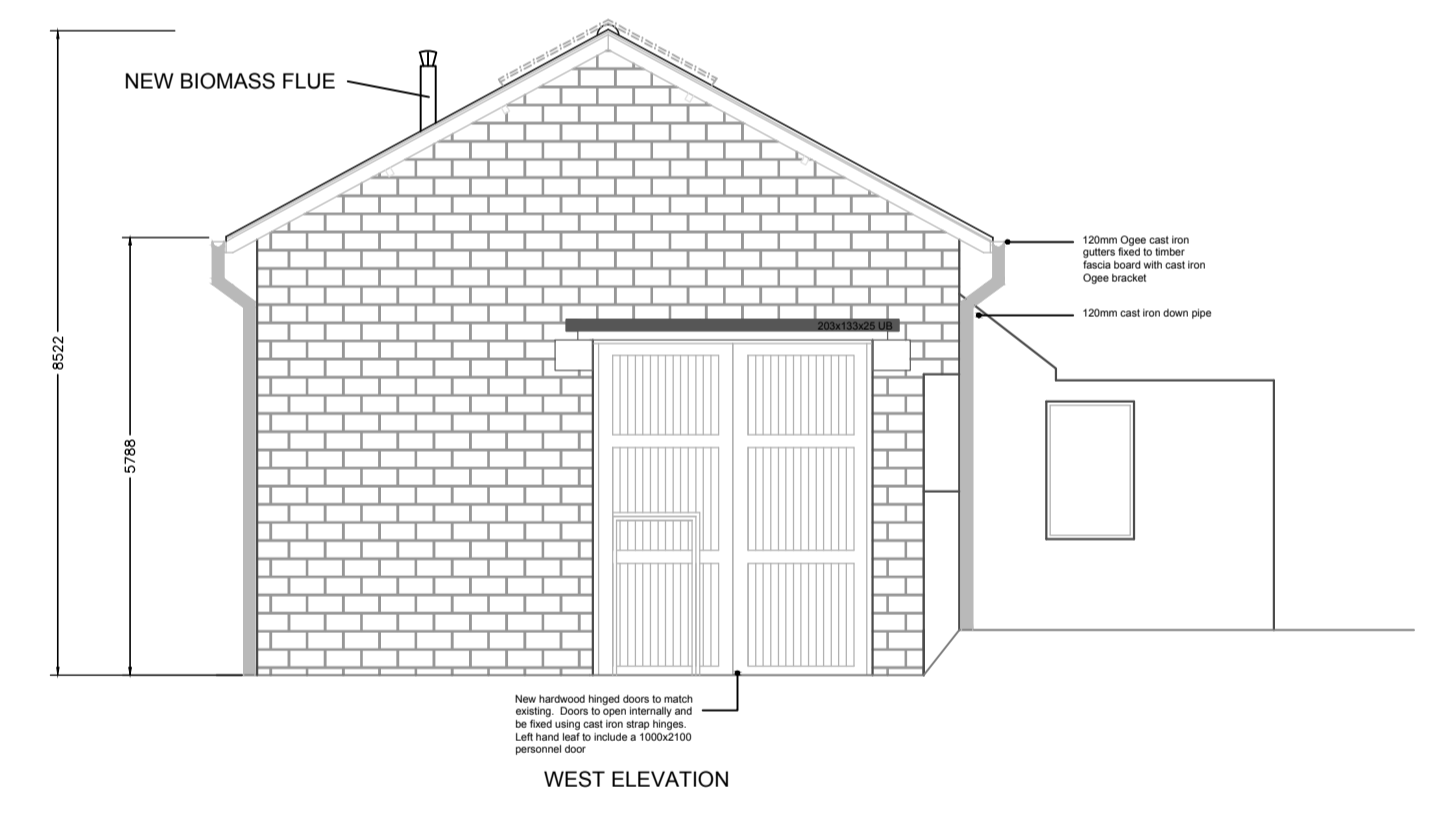 NEW BIOMASS FLUE
120mm Ogee cast iron
gutters fixed to timber
fascia board with cast iron
Ogee bracket
120mm cast iron down pipe
203x133x25 UB
8522
5788
New hardwood hinged doors to match
existing. Doors to open internally and
be fixed using cast iron strap hinges.
Left hand leaf to include a 1000x2100
personnel door
WEST ELEVATION